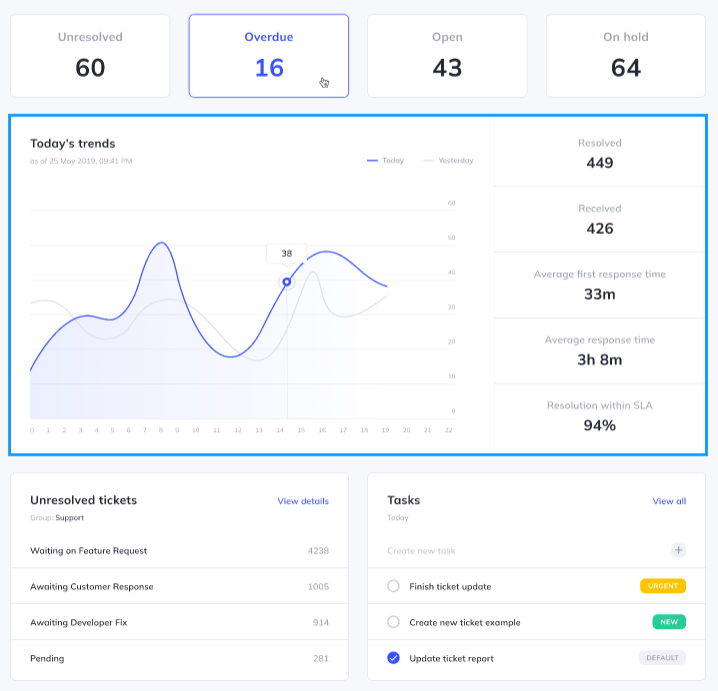 Unresolved
60
Overdue
16
Open
43
On hold
64
Today's trends
as of 25 May 2019, 09:41 PM
Today
Yesterday
60
50
40
30
20
10
0
38
0 1 2 3 4 5 6 7 8 9 10 11 12 13 14 15 16 17 18 19 20 21 22
Resolved
449
Received
426
Average first response time
33m
Average response time
3h 8m
Resolution within SLA
94%
Unresolved tickets
View details
Group: Support
Waiting on Feature Request 4238
Awaiting Customer Response 1005
Awaiting Developer Fix 914
Pending 281
Tasks
View all
Today
Create new task
Finish ticket update URGENT
Create new ticket example NEW
Update ticket report DEFAULT